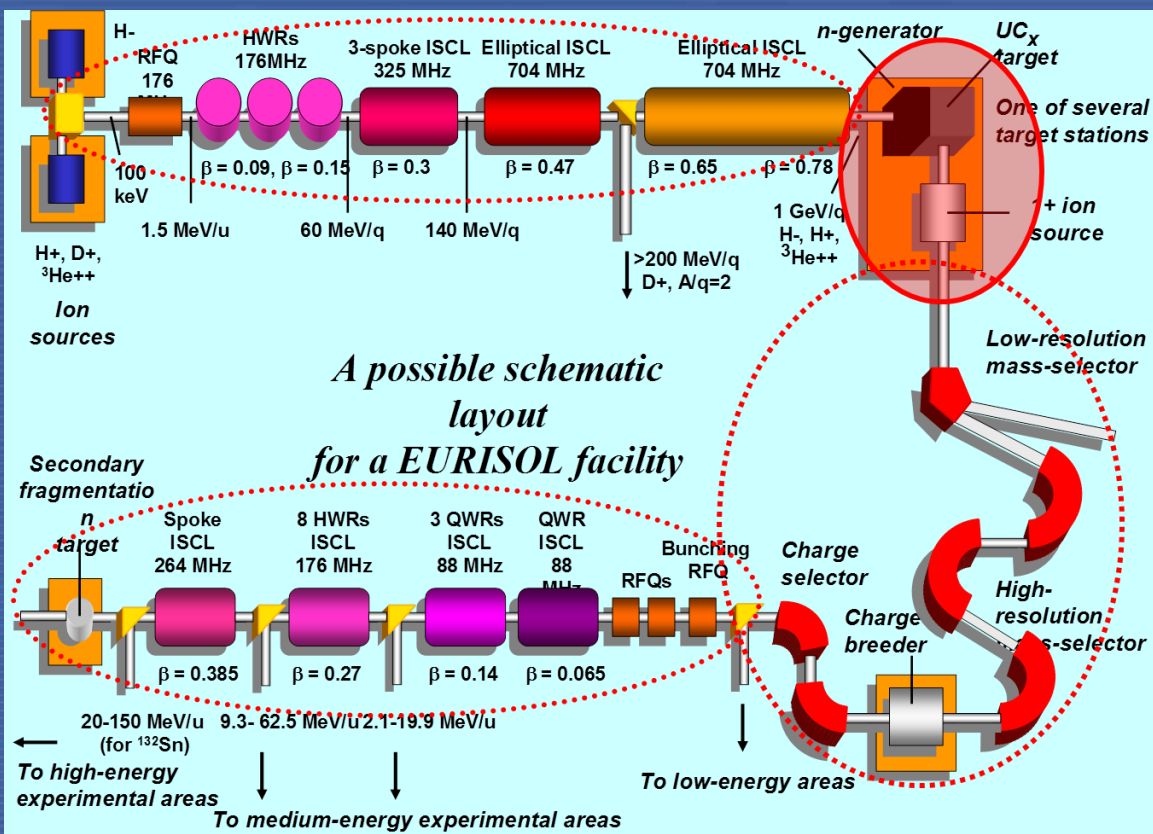 H-
RFQ
176
HWRs
176MHz
3-spoke ISCL
325 MHz
Elliptical ISCL
704 MHz
Elliptical ISCL
704 MHz
n-generator
UCx
target
One of several
target stations
100
keV
β = 0.09, β = 0.15
β = 0.3
β = 0.47
β = 0.65
β = 0.78
1.5 MeV/u
60 MeV/q
140 MeV/q
1 GeV/q
H-, H+,
³He++
1+ ion
source
H+, D+,
³He++
Ion
sources
>200 MeV/q
D+, A/q=2
Low-resolution
mass-selector
A possible schematic
layout
for a EURISOL facility
Secondary
fragmentatio
n
target
Spoke
ISCL
264 MHz
8 HWRs
ISCL
176 MHz
3 QWRs
ISCL
88 MHz
QWR
ISCL
88
MHz
RFQs
Bunching
RFQ
Charge
selector
Charge
breeder
High-
resolution
mass-selector
β = 0.385
β = 0.27
β = 0.14
β = 0.065
20-150 MeV/u
(for ¹³²Sn)
9.3- 62.5 MeV/u
2.1-19.9 MeV/u
To high-energy
experimental areas
To medium-energy experimental areas
To low-energy areas